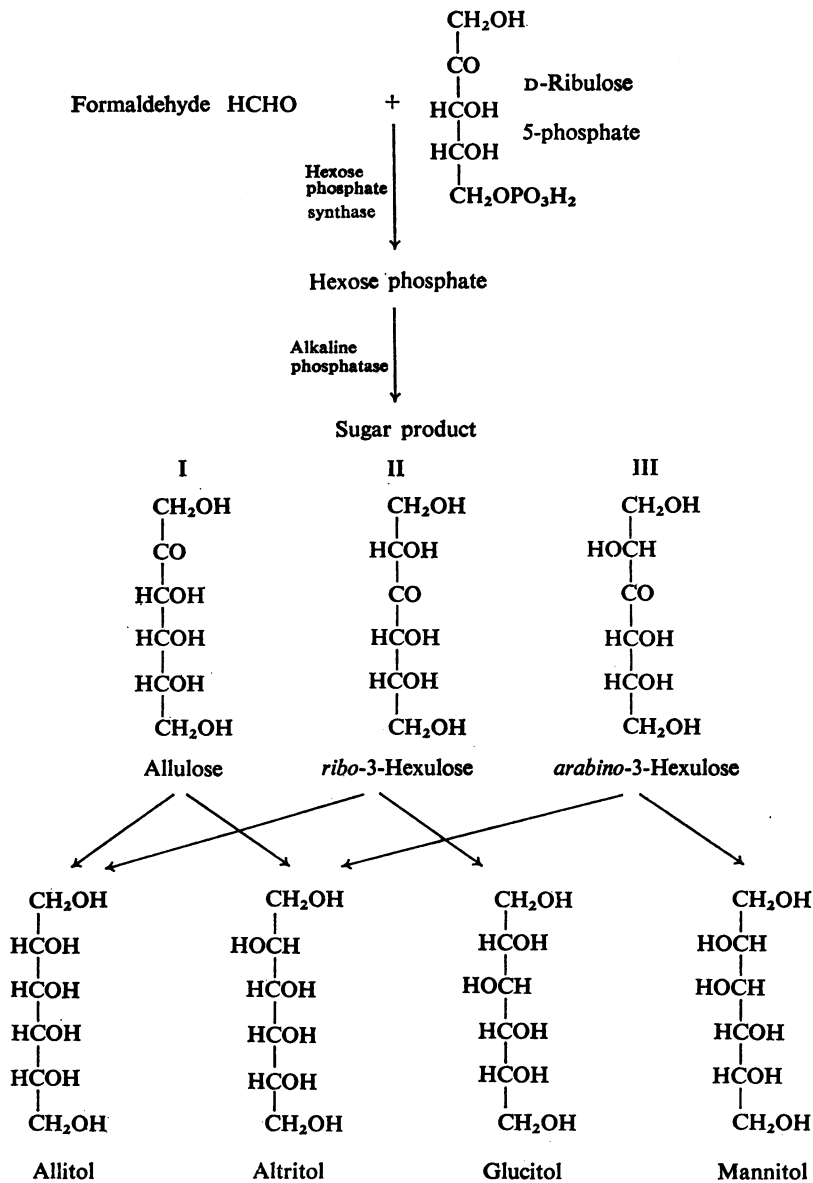 CH₂OH
CO
Formaldehyde HCHO + HCOH D-Ribulose
HCOH 5-phosphate
CH₂OPO₃H₂
Hexose
phosphate
synthase
Hexose phosphate
Alkaline
phosphatase
Sugar product
I II III
CH₂OH CH₂OH CH₂OH
CO HCOH HOCH
HCOH CO CO
HCOH HCOH HCOH
HCOH HCOH HCOH
CH₂OH CH₂OH CH₂OH
Allulose ribo-3-Hexulose arabino-3-Hexulose
CH₂OH CH₂OH CH₂OH CH₂OH
HCOH HOCH HCOH HOCH
HCOH HCOH HOCH HOCH
HCOH HCOH HCOH HCOH
HCOH HCOH HCOH HCOH
CH₂OH CH₂OH CH₂OH CH₂OH
Allitol Altritol Glucitol Mannitol